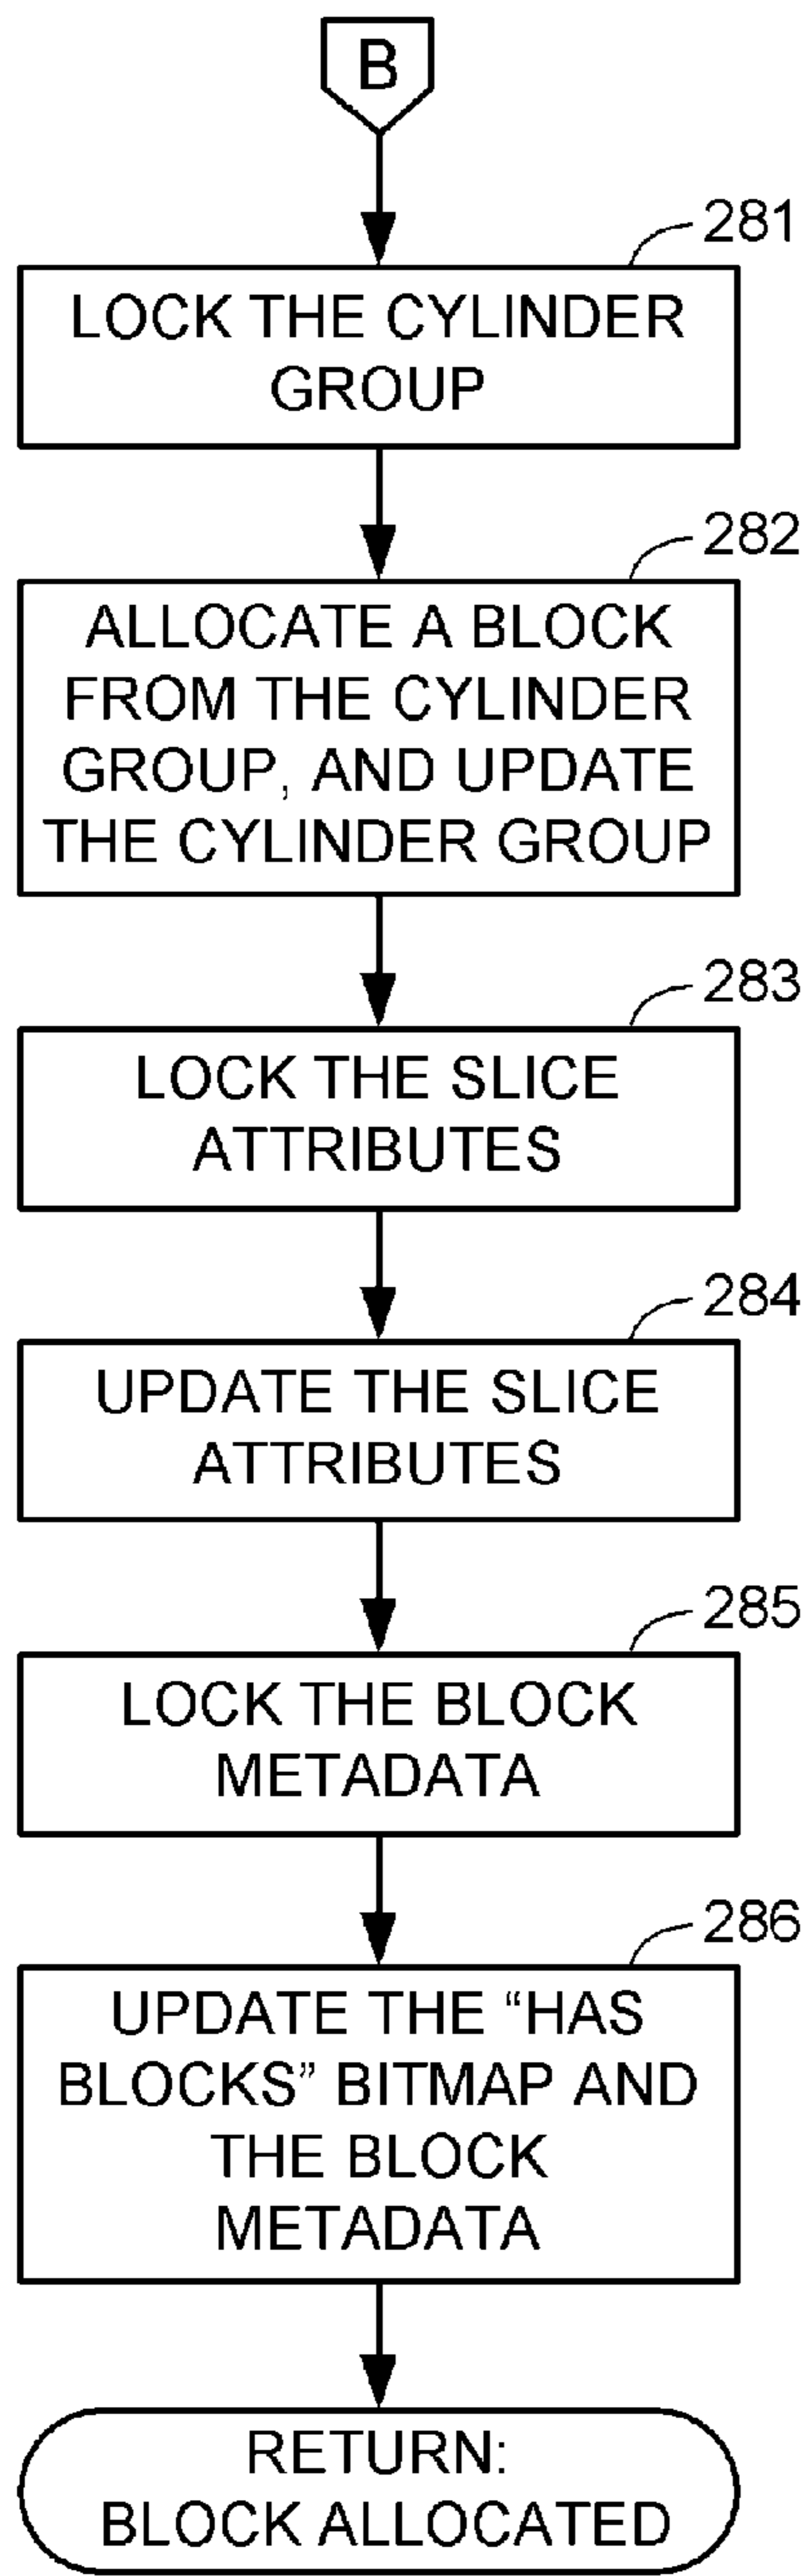 B
281
LOCK THE CYLINDER
GROUP
282
ALLOCATE A BLOCK
FROM THE CYLINDER
GROUP, AND UPDATE
THE CYLINDER GROUP
283
LOCK THE SLICE
ATTRIBUTES
284
UPDATE THE SLICE
ATTRIBUTES
285
LOCK THE BLOCK
METADATA
286
UPDATE THE “HAS
BLOCKS” BITMAP AND
THE BLOCK
METADATA
RETURN:
BLOCK ALLOCATED